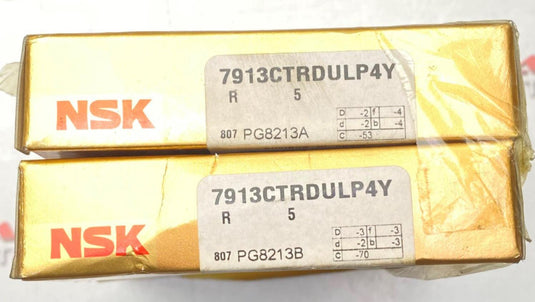 NSK
7913CTRDULP4Y
R 5
807 PG8213A
D -2 f -4
d -2 b -4
C -53
NSK
7913CTRDULP4Y
R 5
807 PG8213B
D -3 f -3
d -2 b -3
C -70